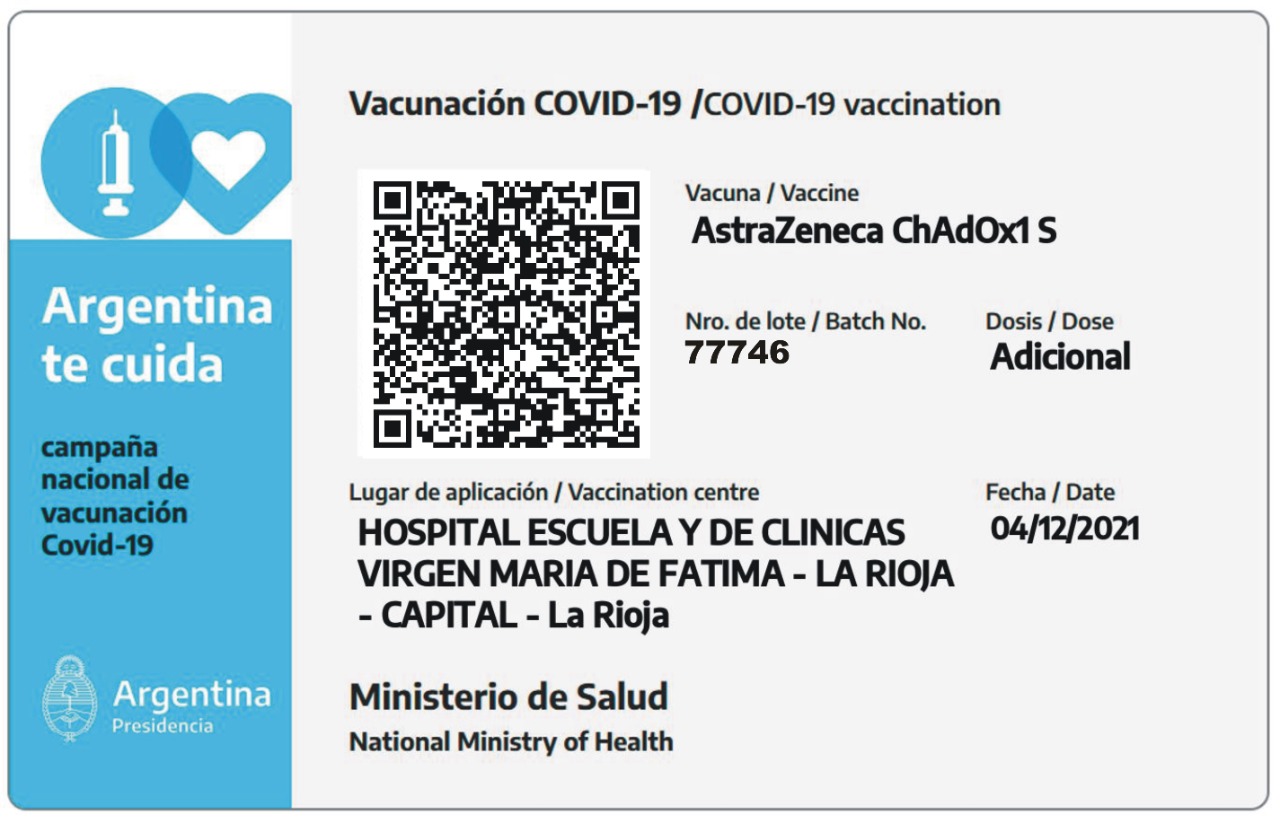 Vacunación COVID-19 /COVID-19 vaccination
Vacuna / Vaccine
AstraZeneca ChAdOx1 S
Argentina
te cuida
Nro. de lote / Batch No.
77746
Dosis / Dose
Adicional
campaña
nacional de
vacunación
Covid-19
Lugar de aplicación / Vaccination centre
HOSPITAL ESCUELA Y DE CLINICAS
VIRGEN MARIA DE FATIMA - LA RIOJA
- CAPITAL - La Rioja
Fecha / Date
04/12/2021
Argentina
Presidencia
Ministerio de Salud
National Ministry of Health